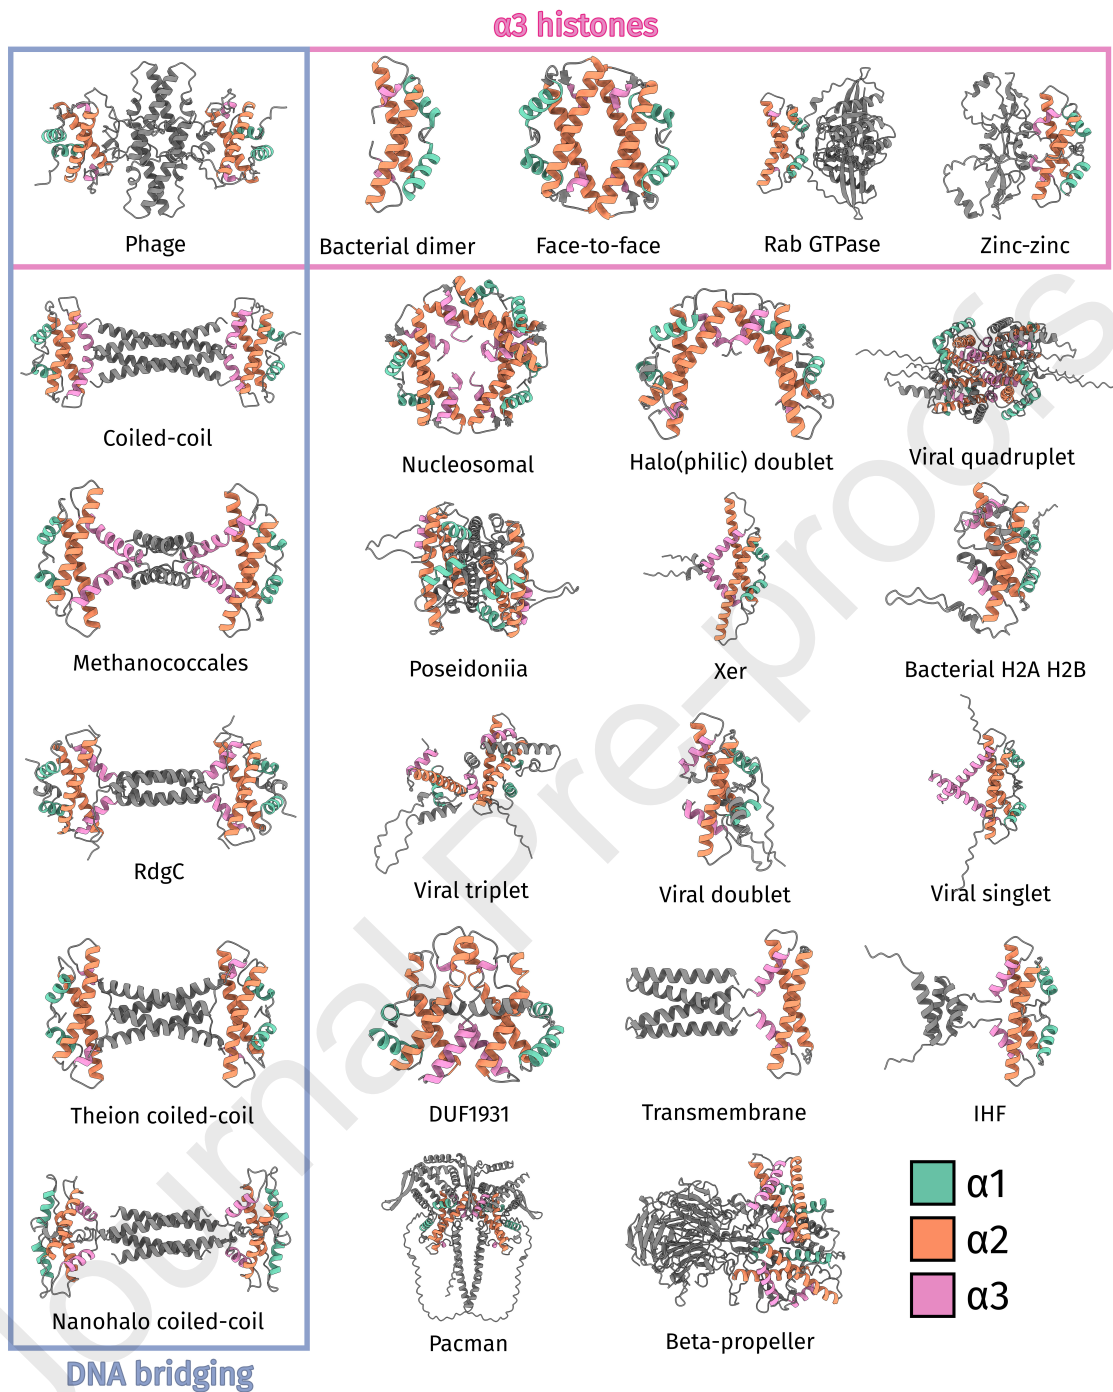 α3 histones
Phage
Bacterial dimer
Face-to-face
Rab GTPase
Zinc-zinc
Coiled-coil
Nucleosomal
Halo(philic) doublet
Viral quadruplet
Methanococcales
Poseidoniia
Xer
Bacterial H2A H2B
RdgC
Viral triplet
Viral doublet
Viral singlet
Theion coiled-coil
DUF1931
Transmembrane
IHF
Nanohalo coiled-coil
Pacman
Beta-propeller
α1
α2
α3
DNA bridging
Journal Pre-proofs